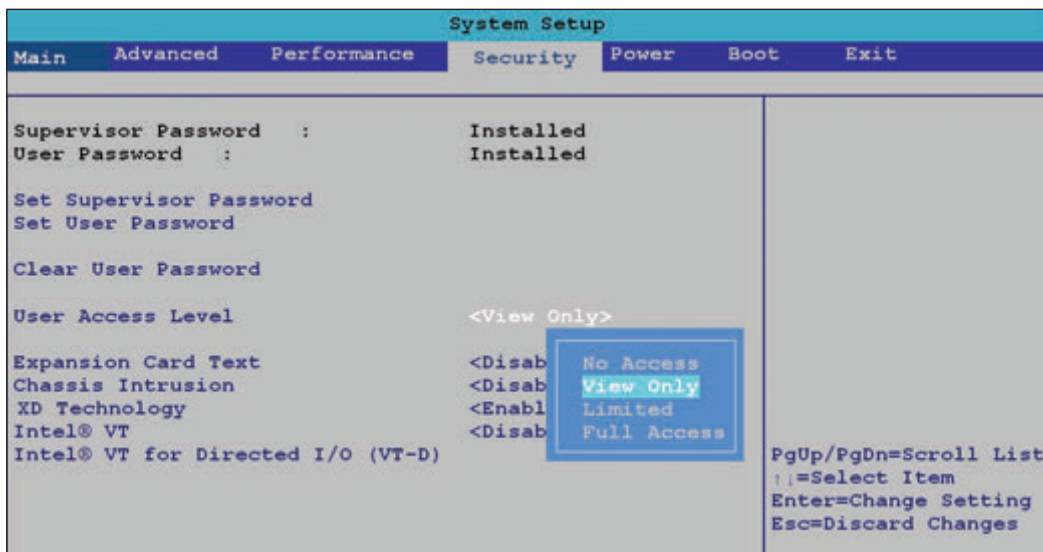 System Setup
Main Advanced Performance Security Power Boot Exit
Supervisor Password : Installed
User Password : Installed
Set Supervisor Password
Set User Password
Clear User Password
User Access Level <View Only>
Expansion Card Text <Disab
Chassis Intrusion <Disab
XD Technology <Enabl
Intel® VT <Disab
Intel® VT for Directed I/O (VT-D)
No Access
View Only
Limited
Full Access
PgUp/PgDn=Scroll List
↑↓=Select Item
Enter=Change Setting
Esc=Discard Changes